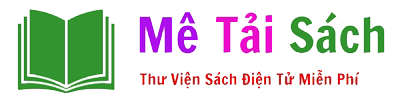 Mê Tải Sách
Thư Viện Sách Điện Tử Miễn Phí